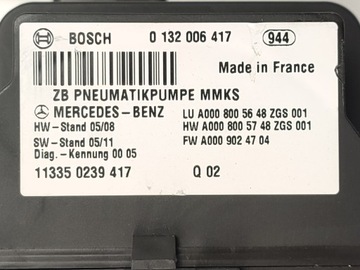 BOSCH 0 132 006 417 944
Made in France
ZB PNEUMATIKPUMPE MMKS
MERCEDES-BENZ LU A000 800 56 48 ZGS 001
HW-Stand 05/08 HW A000 800 57 48 ZGS 001
SW-Stand 05/11 FW A000 902 47 04
Diag.-Kennung 00 05
11335 0239 417 Q 02